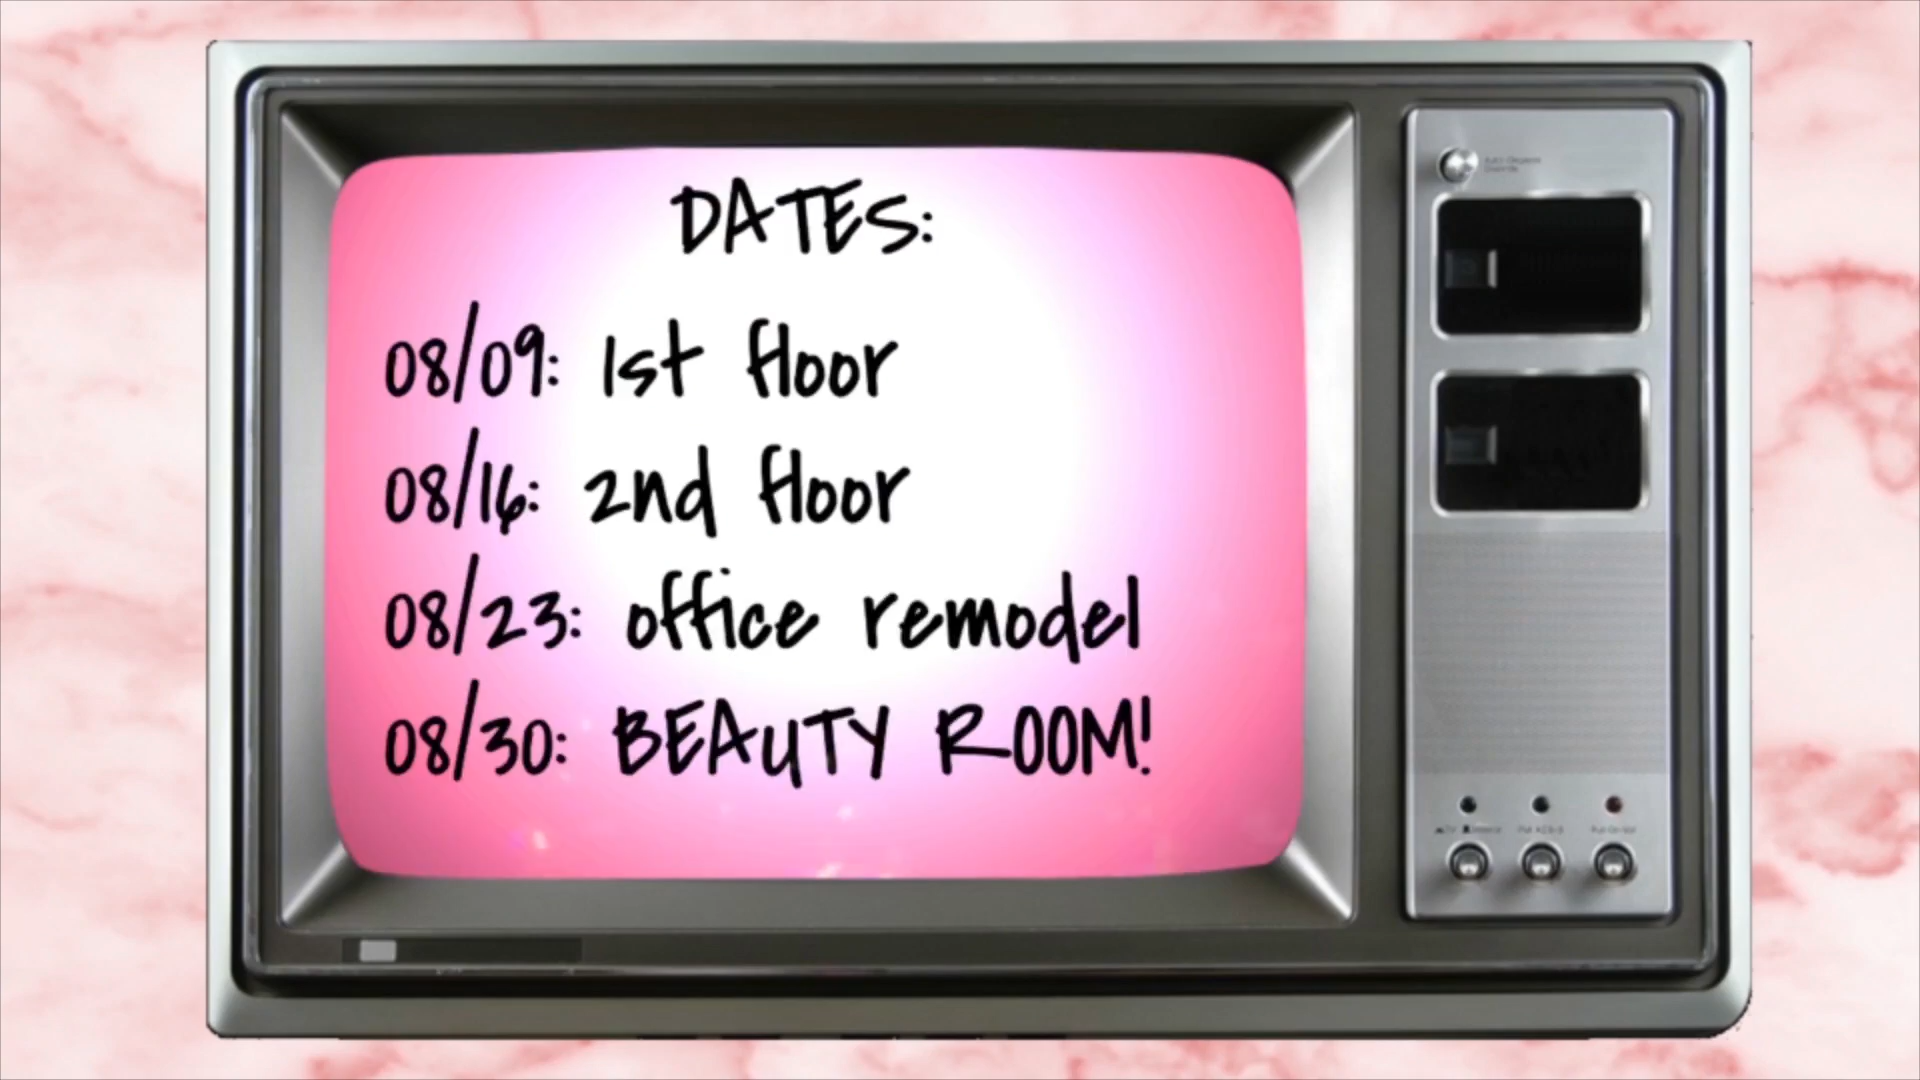 DATES:
08/09: 1st floor
08/16: 2nd floor
08/23: office remodel
08/30: BEAUTY ROOM!